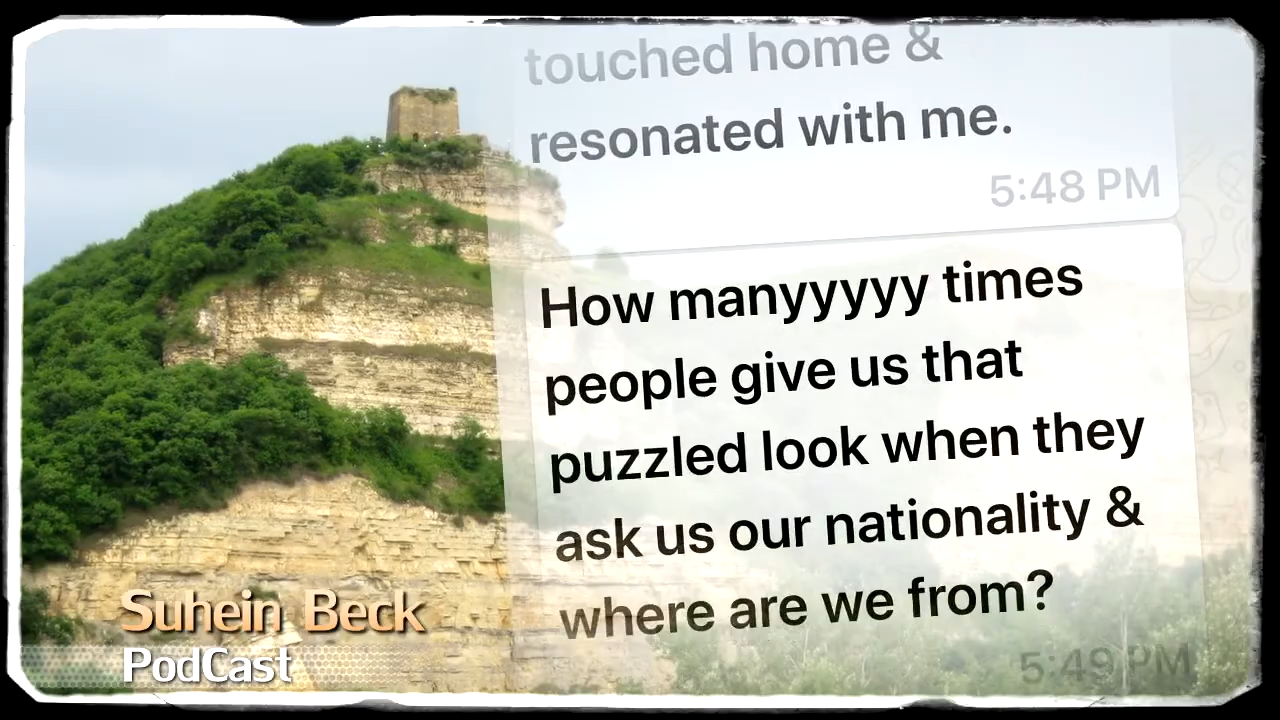 touched home &
resonated with me.
5:48 PM
How manyyyyy times
people give us that
puzzled look when they
ask us our nationality &
where are we from?
5:49 PM
Suhein Beck
PodCast